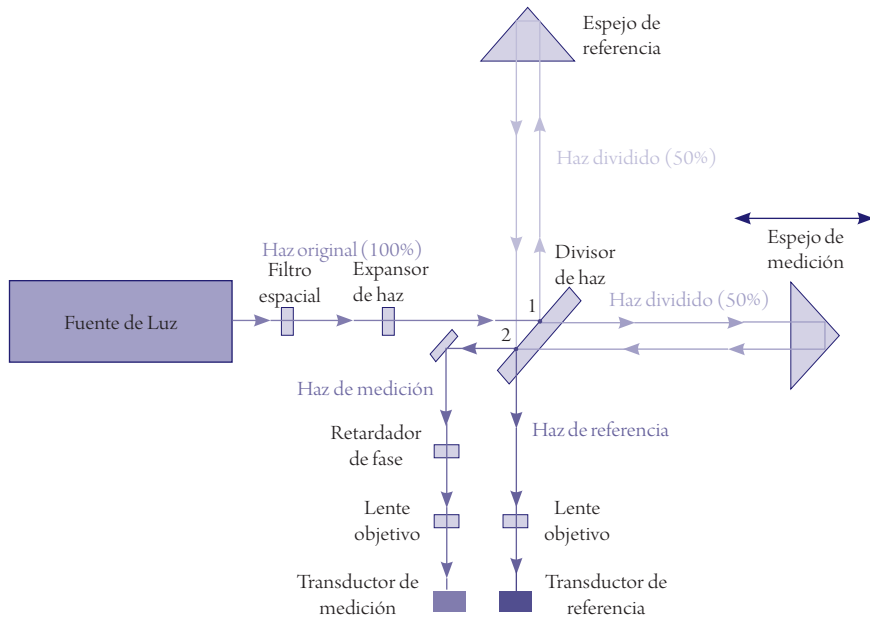 Espejo de
referencia
Haz dividido (50%)
Espejo de
medición
Haz original (100%)
Filtro
espacial
Expansor
de haz
Divisor
de haz
Haz dividido (50%)
Fuente de Luz
1
2
Haz de medición
Haz de referencia
Retardador
de fase
Lente
objetivo
Lente
objetivo
Transductor de
medición
Transductor de
referencia